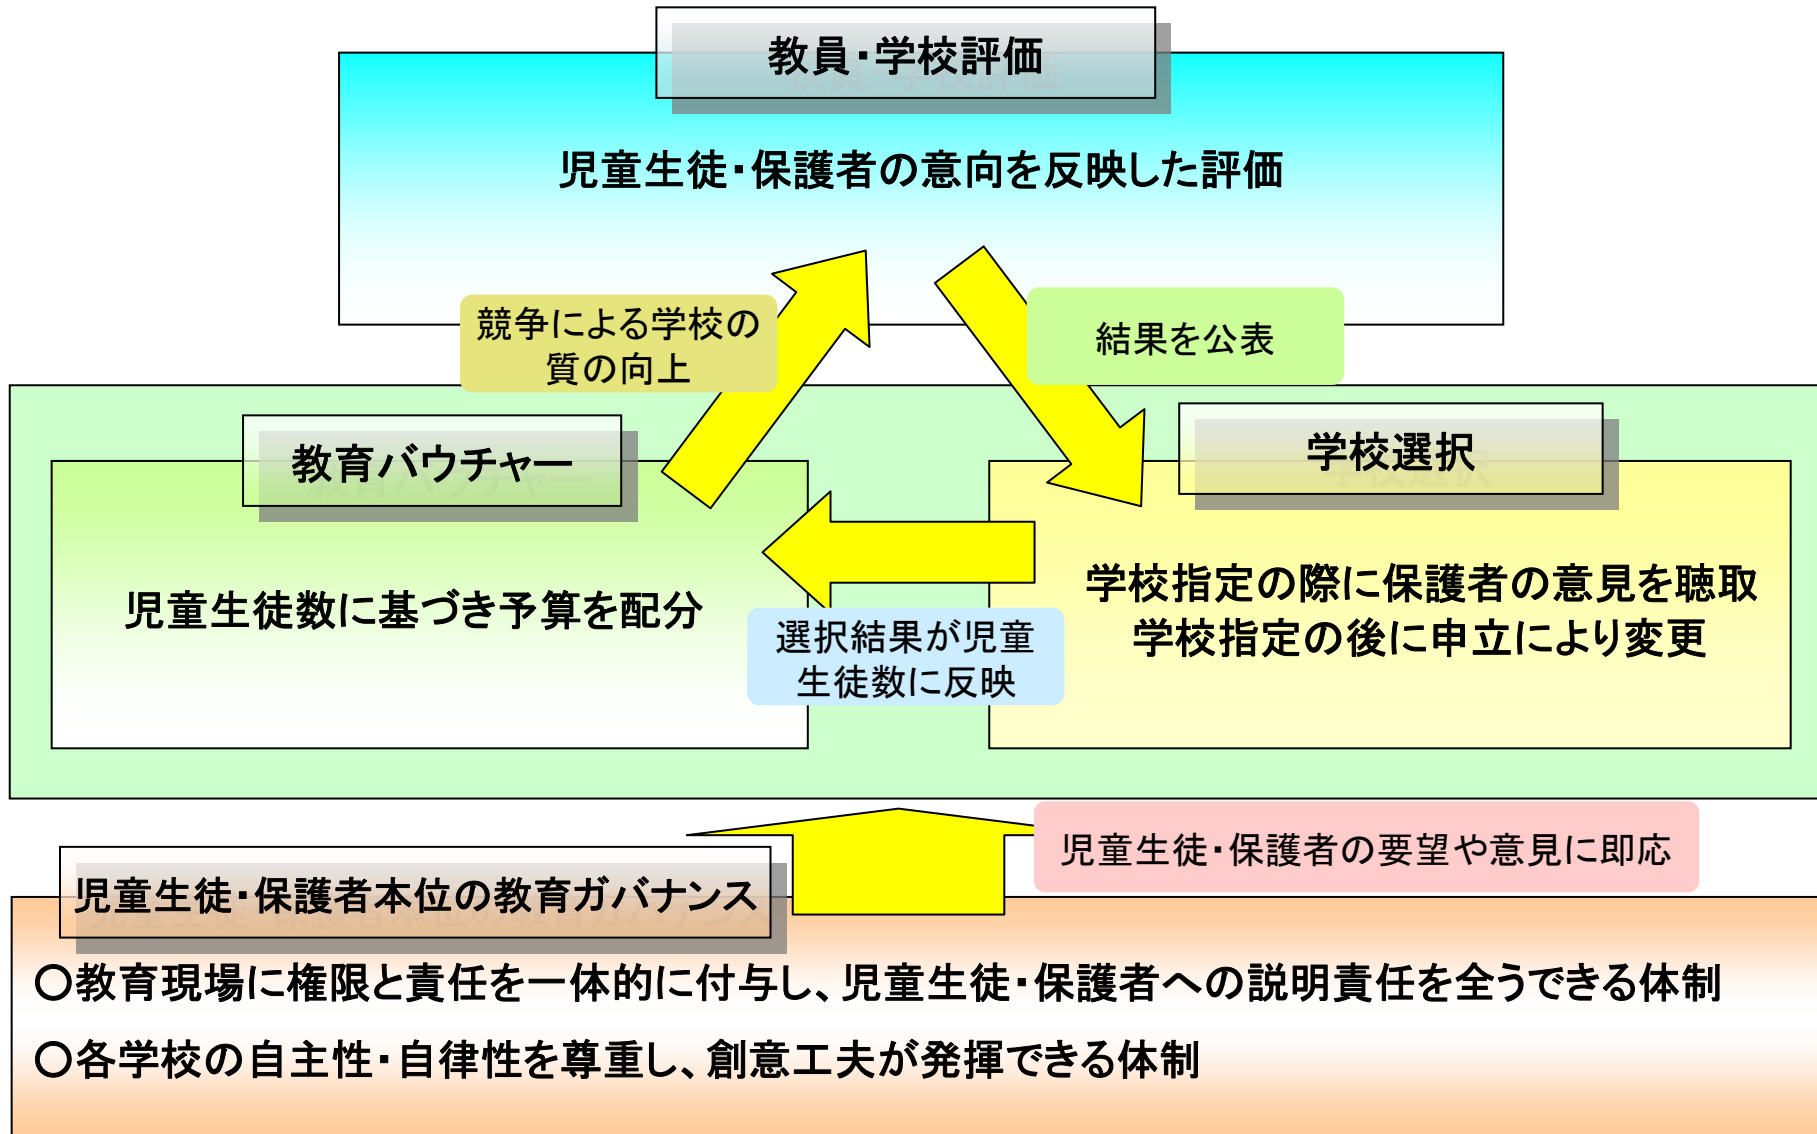 教員・学校評価
児童生徒・保護者の意向を反映した評価
競争による学校の
質の向上
結果を公表
教育バウチャー
児童生徒数に基づき予算を配分
学校選択
学校指定の際に保護者の意見を聴取
学校指定の後に申立により変更
選択結果が児童
生徒数に反映
児童生徒・保護者の要望や意見に即応
児童生徒・保護者本位の教育ガバナンス
○教育現場に権限と責任を一体的に付与し、児童生徒・保護者への説明責任を全うできる体制
○各学校の自主性・自律性を尊重し、創意工夫が発揮できる体制